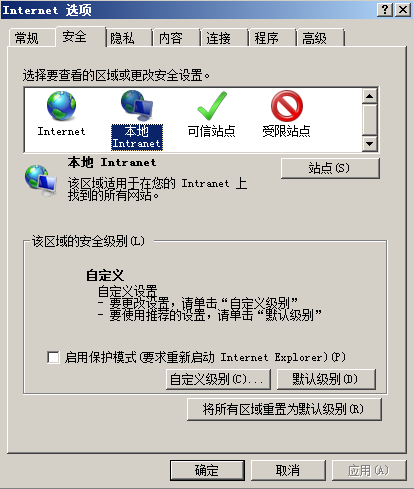 Internet 选项
常规 安全 隐私 内容 连接 程序 高级
选择要查看的区域或更改安全设置。
Internet 本地 Intranet 可信站点 受限站点
本地 Intranet
站点(S)
该区域适用于在您的 Intranet 上
找到的所有网站。
该区域的安全级别(L)
自定义
自定义设置
- 要更改设置,请单击“自定义级别”
- 要使用推荐的设置,请单击“默认级别”
启用保护模式(要求重新启动 Internet Explorer)(P)
自定义级别(C)... 默认级别(D)
将所有区域重置为默认级别(R)
确定 取消 应用(A)